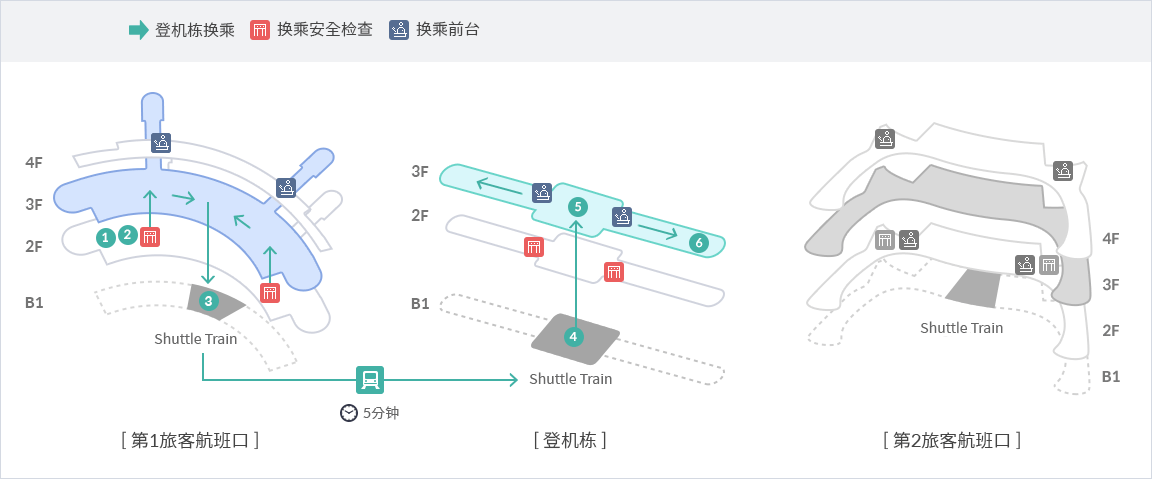 登机栋换乘 换乘安全检查 换乘前台
4F
3F
2F
B1
1 2
3
Shuttle Train
5分钟
[ 第1旅客航班口 ]
3F
2F
B1
5
6
4
Shuttle Train
[ 登机栋 ]
4F
3F
2F
B1
Shuttle Train
[ 第2旅客航班口 ]